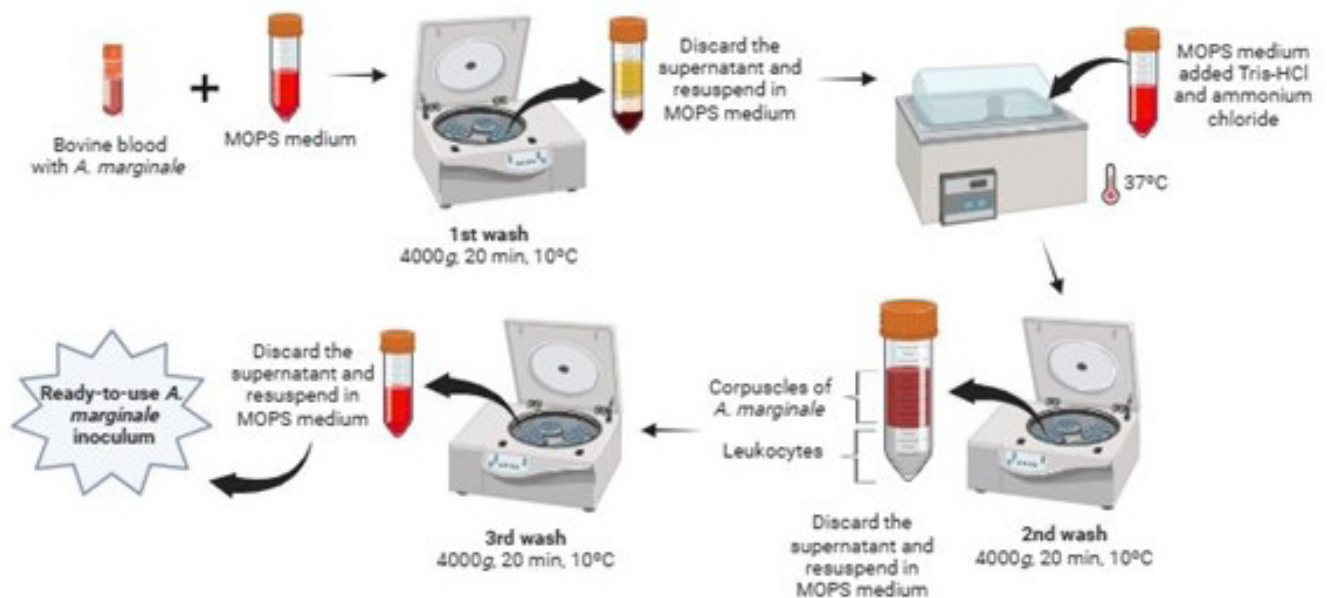 Bovine blood
with A. marginale
+
MOPS medium
1st wash
4000g, 20 min, 10ºC
Discard the
supernatant and
resuspend in
MOPS medium
MOPS medium
added Tris-HCl
and ammonium
chloride
37ºC
2nd wash
4000g, 20 min, 10ºC
Corpuscles of
A. marginale
Leukocytes
Discard the
supernatant and
resuspend in
MOPS medium
3rd wash
4000g, 20 min, 10ºC
Discard the
supernatant and
resuspend in
MOPS medium
Ready-to-use A.
marginale
inoculum